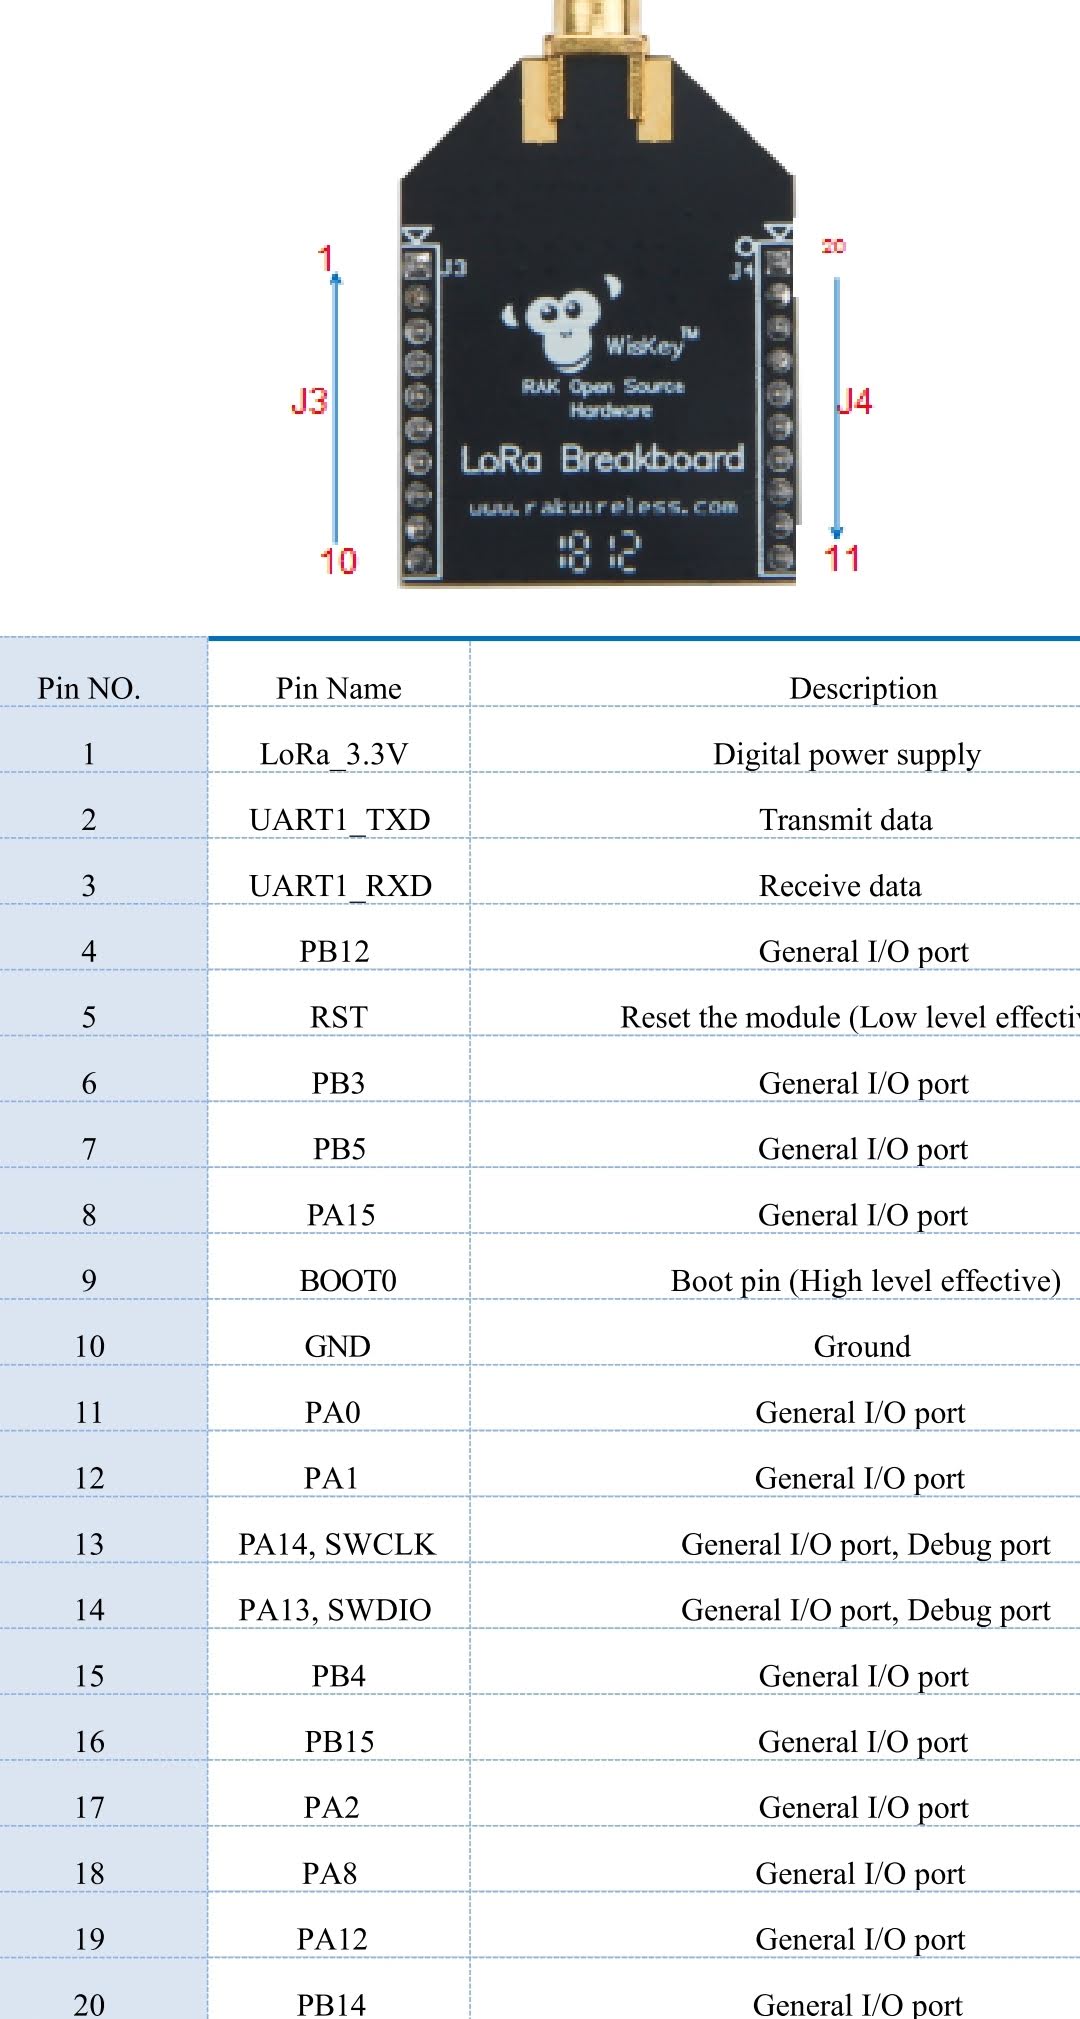 1
J3
J4
20
WisKey™
J3
RAK Open Source
J4
Hardware
LoRa Breakboard
www.rakwireless.com
18 12
10
11
Pin NO. Pin Name Description
1 LoRa_3.3V Digital power supply
2 UART1_TXD Transmit data
3 UART1_RXD Receive data
4 PB12 General I/O port
5 RST Reset the module (Low level effectiv
6 PB3 General I/O port
7 PB5 General I/O port
8 PA15 General I/O port
9 BOOT0 Boot pin (High level effective)
10 GND Ground
11 PA0 General I/O port
12 PA1 General I/O port
13 PA14, SWCLK General I/O port, Debug port
14 PA13, SWDIO General I/O port, Debug port
15 PB4 General I/O port
16 PB15 General I/O port
17 PA2 General I/O port
18 PA8 General I/O port
19 PA12 General I/O port
20 PB14 General I/O port